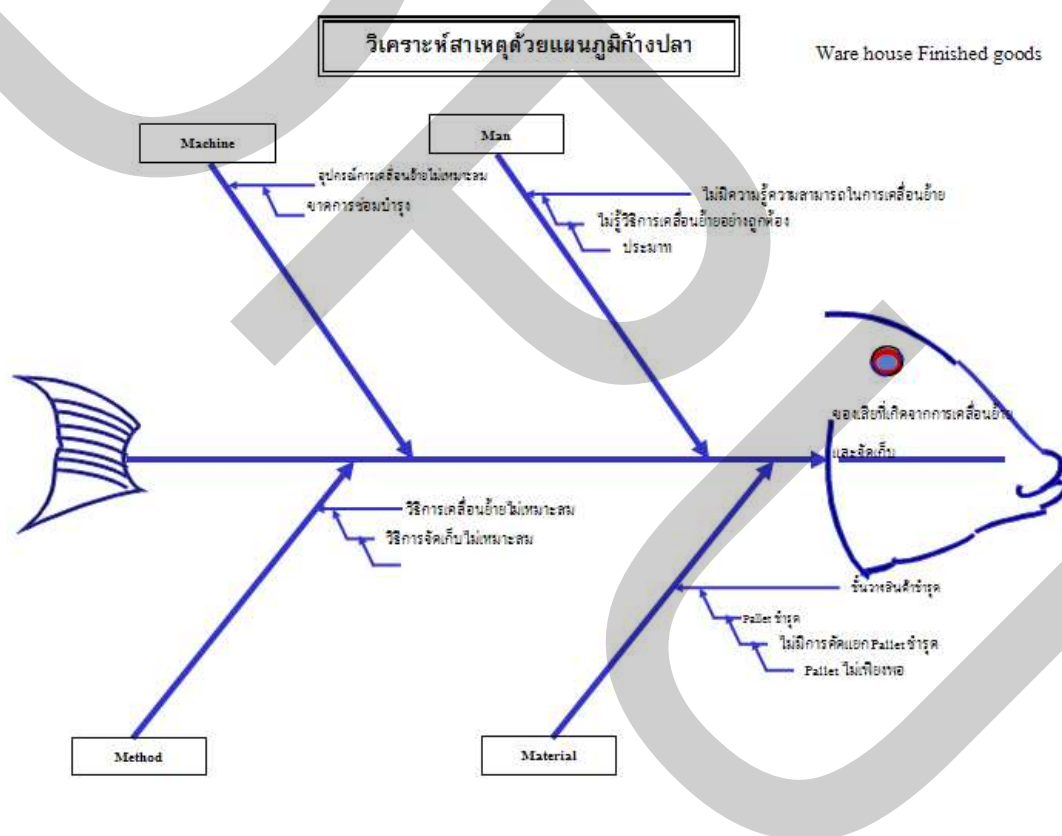 วิเคราะห์สาเหตุด้วยแผนภูมิก้างปลา
Ware house Finished goods
Machine
Man
อุปกรณ์การเคลื่อนย้ายไม่เหมาะสม
ขาดการซ่อมบำรุง
ไม่มีความรู้ความสามารถในการเคลื่อนย้าย
ไม่รู้วิธีการเคลื่อนย้ายอย่างถูกต้อง
ประมาท
ของเสียที่เกิดจากการเคลื่อนย้าย
และจัดเก็บ
วิธีการเคลื่อนย้ายไม่เหมาะสม
วิธีการจัดเก็บไม่เหมาะสม
ชั้นวางสินค้าชำรุด
Pallet ชำรุด
ไม่มีการคัดแยก Pallet ชำรุด
Pallet ไม่เพียงพอ
Method
Material